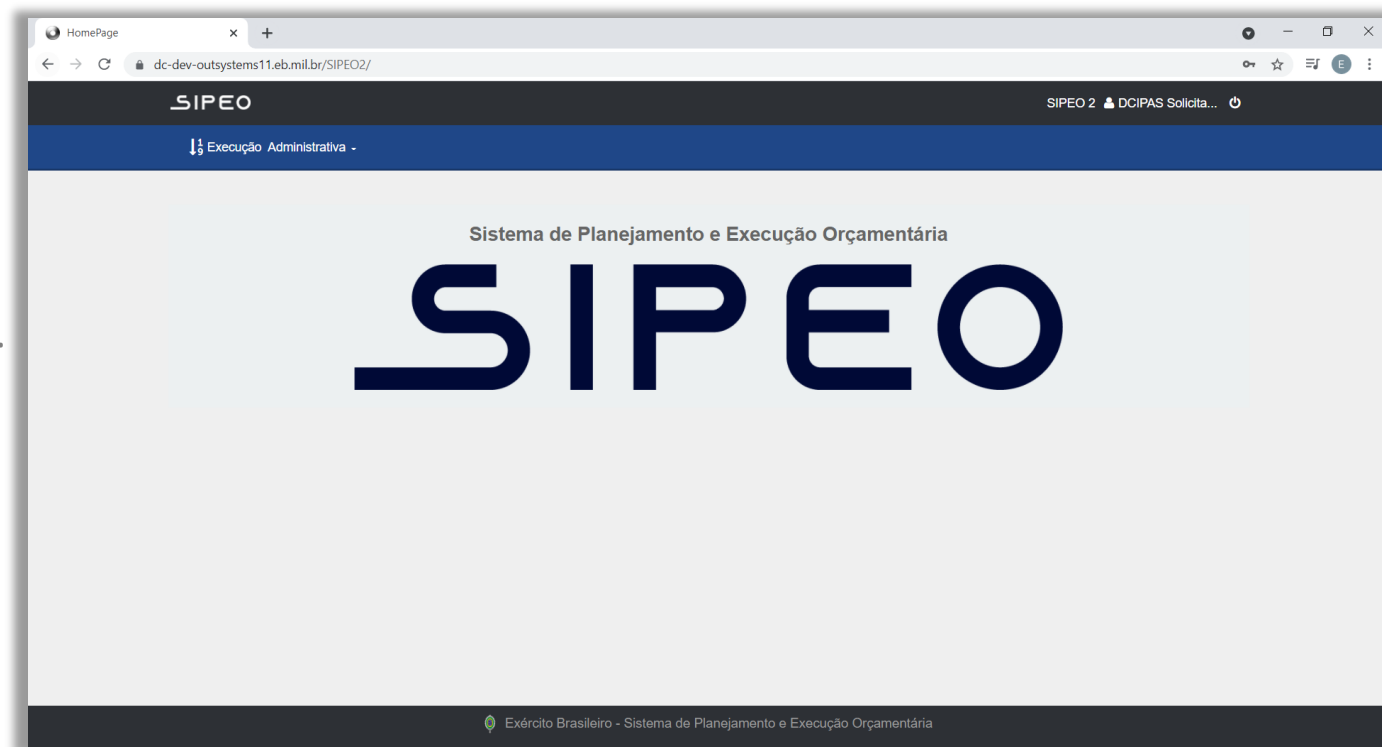 HomePage
dc-dev-outsystems11.eb.mil.br/SIPEO2/
E
SIPEO
SIPEO 2 DCIPAS Solicita...
Execução Administrativa
Sistema de Planejamento e Execução Orçamentária
SIPEO
Exército Brasileiro - Sistema de Planejamento e Execução Orçamentária